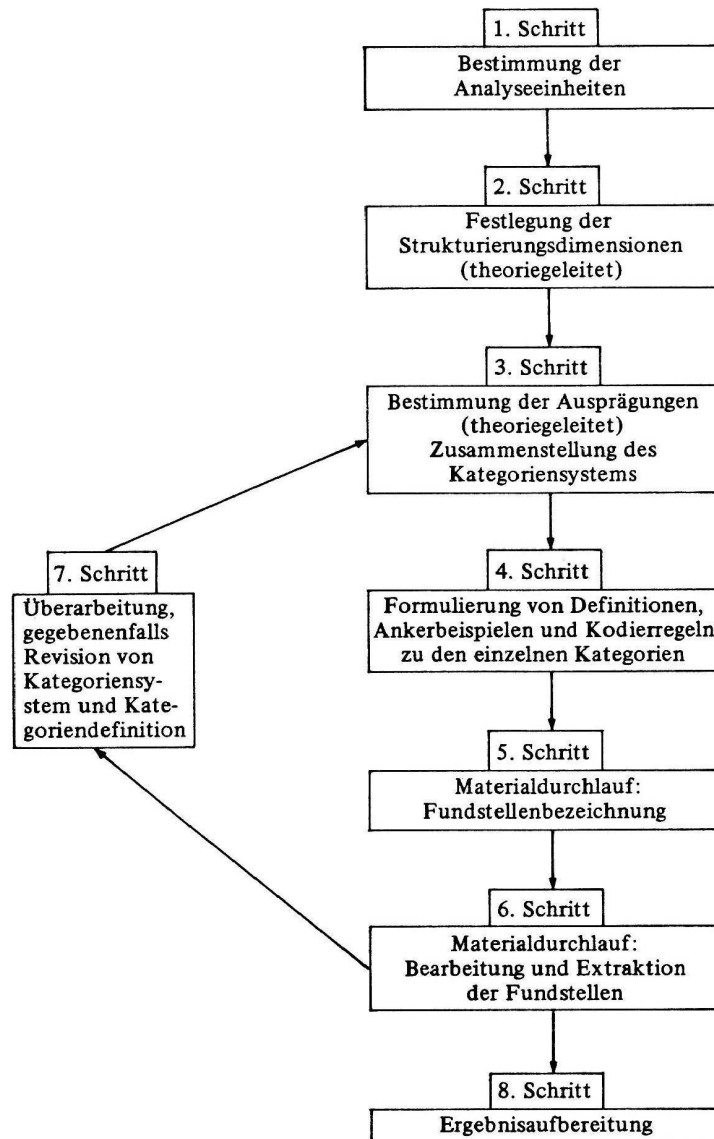 1. Schritt
Bestimmung der
Analyseeinheiten
2. Schritt
Festlegung der
Strukturierungsdimensionen
(theoriegeleitet)
3. Schritt
Bestimmung der Ausprägungen
(theoriegeleitet)
Zusammenstellung des
Kategoriensystems
4. Schritt
Formulierung von Definitionen,
Ankerbeispielen und Kodierregeln
zu den einzelnen Kategorien
5. Schritt
Materialdurchlauf:
Fundstellenbezeichnung
6. Schritt
Materialdurchlauf:
Bearbeitung und Extraktion
der Fundstellen
7. Schritt
Überarbeitung,
gegebenenfalls
Revision von
Kategoriensy-
stem und Kate-
goriendefinition
8. Schritt
Ergebnisaufbereitung